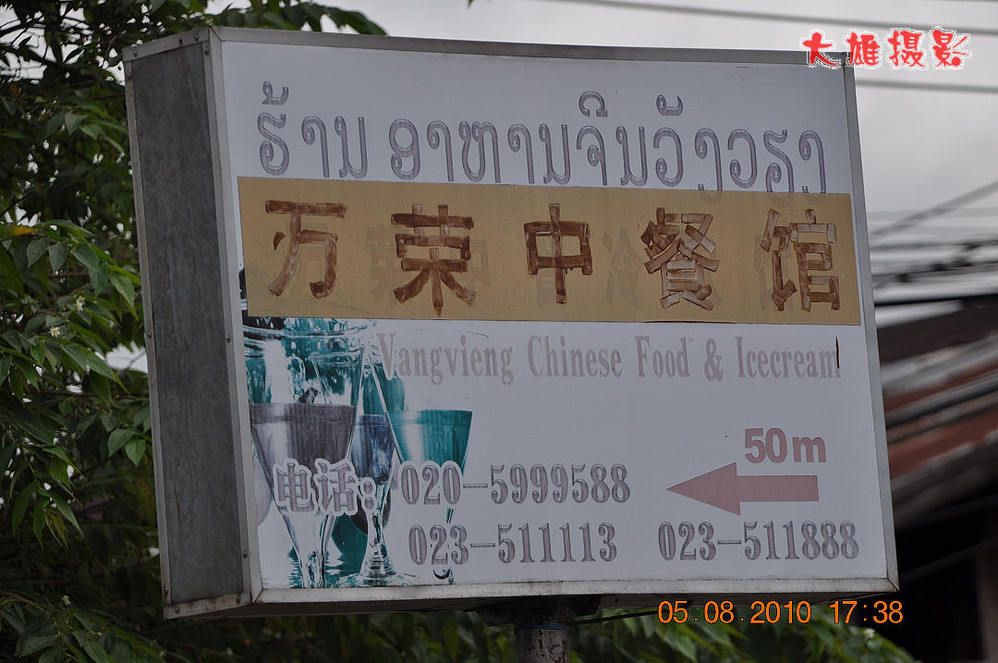 大雄摄影
ຮ້ານ ອາຫານຈີນວັງວຽງ
万荣中餐馆
Vangvieng Chinese Food & Icecream
50m
电话: 020-5999588
023-511113 023-511888
05.08.2010 17:38